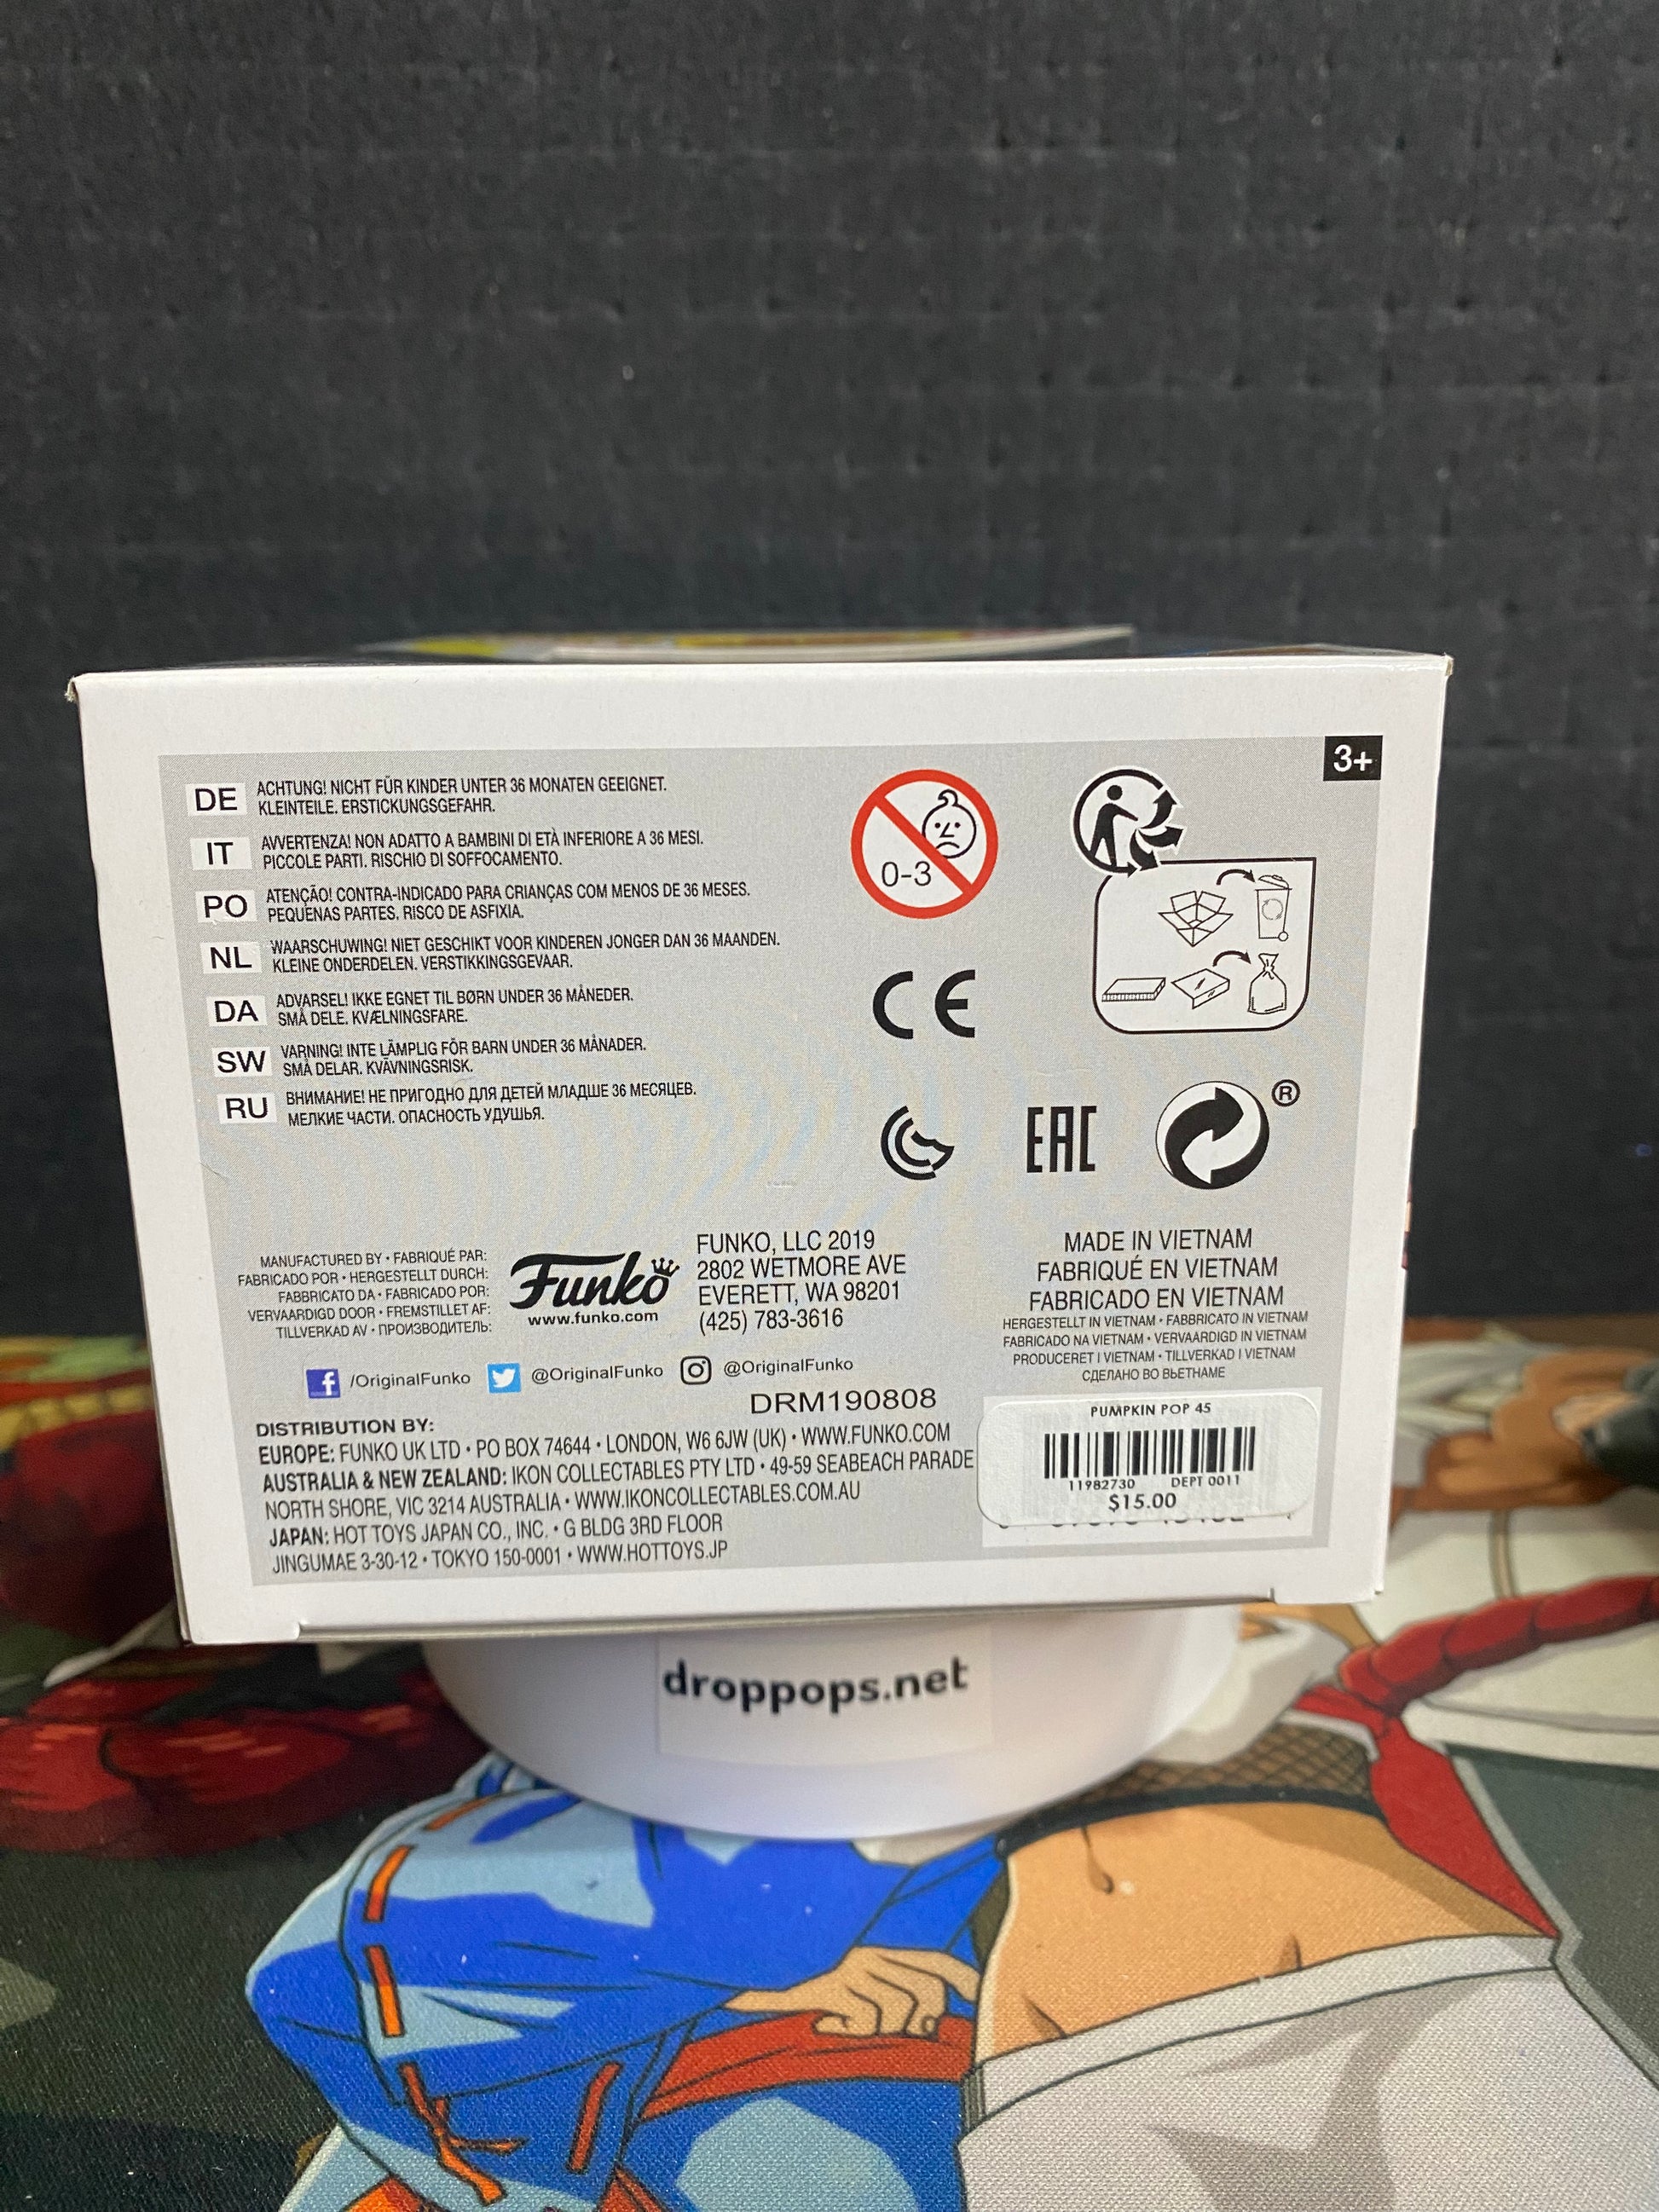 3+
DE ACHTUNG! NICHT FÜR KINDER UNTER 36 MONATEN GEEIGNET.
KLEINTEILE. ERSTICKUNGSGEFAHR.
IT AVVERTENZA! NON ADATTO A BAMBINI DI ETÀ INFERIORE A 36 MESI.
PICCOLE PARTI. RISCHIO DI SOFFOCAMENTO.
PO ATENÇÃO! CONTRA-INDICADO PARA CRIANÇAS COM MENOS DE 36 MESES.
PEQUENAS PARTES. RISCO DE ASFIXIA.
NL WAARSCHUWING! NIET GESCHIKT VOOR KINDEREN JONGER DAN 36 MAANDEN.
KLEINE ONDERDELEN. VERSTIKKINGSGEVAAR.
DA ADVARSEL! IKKE EGNET TIL BØRN UNDER 36 MÅNEDER.
SMÅ DELE. KVÆLNINGSFARE.
SW VARNING! INTE LÄMPLIG FÖR BARN UNDER 36 MÅNADER.
SMÅ DELAR. KVÄVNINGSRISK.
RU ВНИМАНИЕ! НЕ ПРИГОДНО ДЛЯ ДЕТЕЙ МЛАДШЕ 36 МЕСЯЦЕВ.
МЕЛКИЕ ЧАСТИ. ОПАСНОСТЬ УДУШЬЯ.
0-3
CE
EAC
®
MANUFACTURED BY • FABRIQUÉ PAR:
FABRICADO POR • HERGESTELLT DURCH:
FABBRICATO DA • FABRICADO POR:
VERVAARDIGD DOOR • FREMSTILLET AF:
TILLVERKAD AV • ПРОИЗВОДИТЕЛЬ:
Funko
www.funko.com
FUNKO, LLC 2019
2802 WETMORE AVE
EVERETT, WA 98201
(425) 783-3616
MADE IN VIETNAM
FABRIQUÉ EN VIETNAM
FABRICADO EN VIETNAM
HERGESTELLT IN VIETNAM • FABBRICATO IN VIETNAM
FABRICADO NA VIETNAM • VERVAARDIGD IN VIETNAM
PRODUCERET I VIETNAM • TILLVERKAD I VIETNAM
СДЕЛАНО ВО ВЬЕТНАМЕ
/OriginalFunko @OriginalFunko @OriginalFunko
DRM190808
DISTRIBUTION BY:
EUROPE: FUNKO UK LTD • PO BOX 74644 • LONDON, W6 6JW (UK) • WWW.FUNKO.COM
AUSTRALIA & NEW ZEALAND: IKON COLLECTABLES PTY LTD • 49-59 SEABEACH PARADE
NORTH SHORE, VIC 3214 AUSTRALIA • WWW.IKONCOLLECTABLES.COM.AU
JAPAN: HOT TOYS JAPAN CO., INC. • G BLDG 3RD FLOOR
JINGUMAE 3-30-12 • TOKYO 150-0001 • WWW.HOTTOYS.JP
PUMPKIN POP 45
11982730 DEPT 0011
$15.00
droppops.net